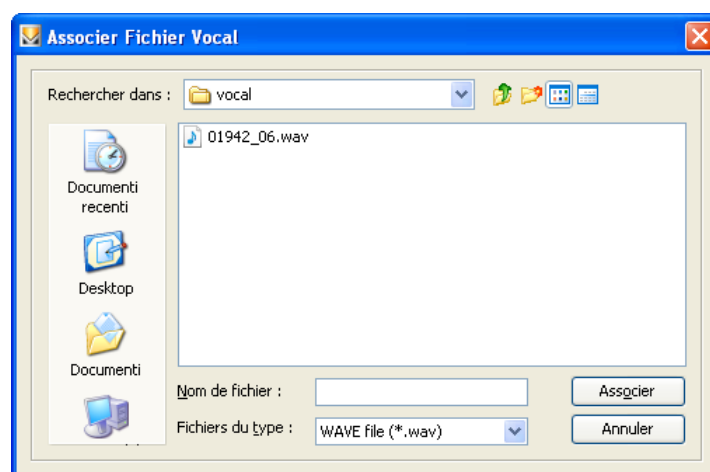 Associer Fichier Vocal
Rechercher dans :
vocal
01942_06.wav
Documenti
recenti
Desktop
Documenti
Nom de fichier :
Associer
Fichiers du type :
WAVE file (*.wav)
Annuler